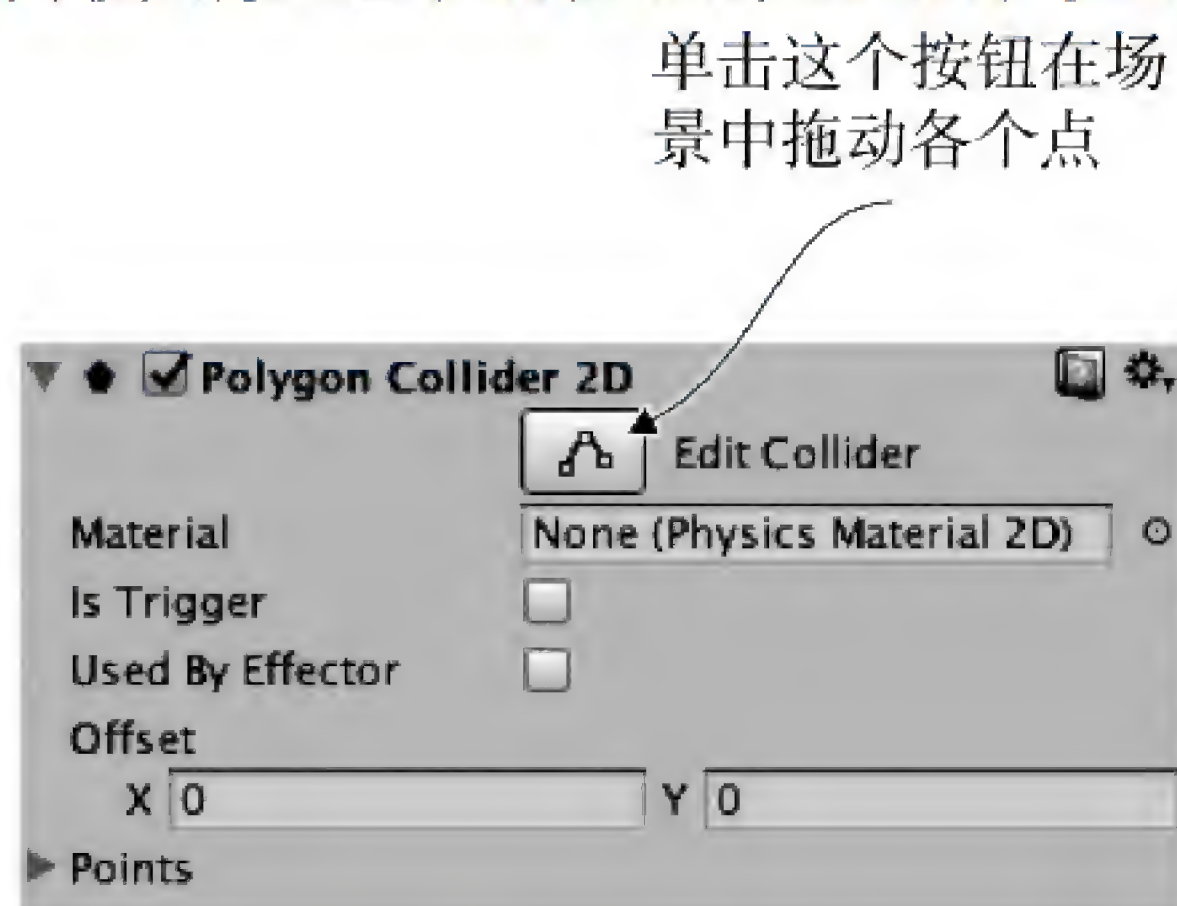 单击这个按钮在场
景中拖动各个点
Polygon Collider 2D
Edit Collider
Material None (Physics Material 2D)
Is Trigger
Used By Effector
Offset
X 0 Y 0
Points